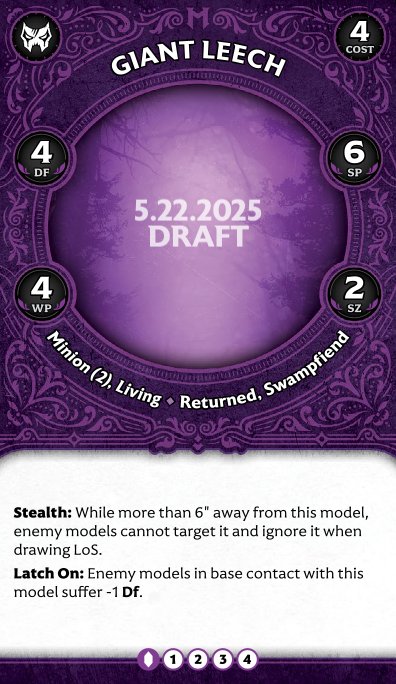 GIANT LEECH
4
COST
4
DF
6
SP
5.22.2025
DRAFT
4
WP
2
SZ
Minion (2), Living ◆ Returned, Swampfiend
Stealth: While more than 6" away from this model,
enemy models cannot target it and ignore it when
drawing LoS.
Latch On: Enemy models in base contact with this
model suffer -1 Df.
1 2 3 4